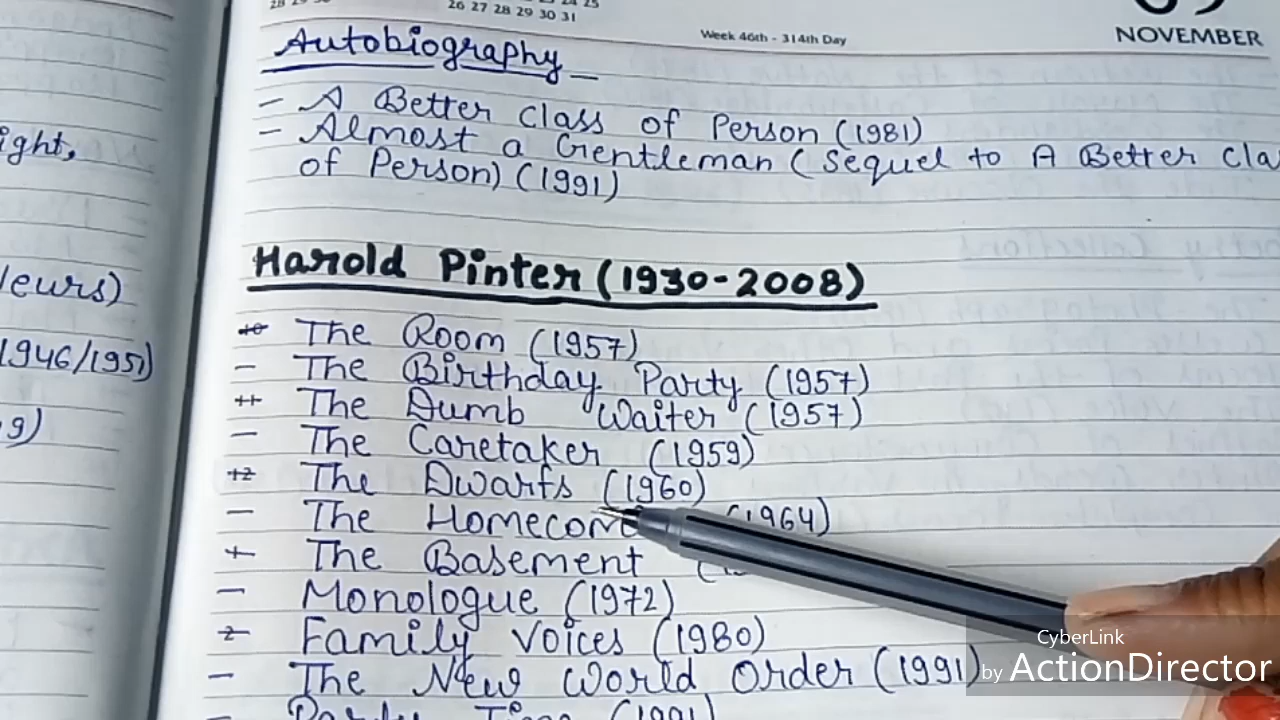 26 27 28 29 30 31
Week 46th - 314th Day
NOVEMBER
Autobiography
- A Better Class of Person (1981)
- Almost a Gentleman (Sequel to A Better Cla
of Person) (1991)
ight,
leurs)
1946/1951)
9)
Harold Pinter (1930-2008)
The Room (1957)
- The Birthday Party (1957)
The Dumb Waiter (1957)
- The Caretaker (1959)
The Dwarfs (1960)
- The Homecom (1964)
The Basement
- Monologue (1972)
Family Voices (1980)
- The New World Order (1991)
(1991)
CyberLink
by ActionDirector